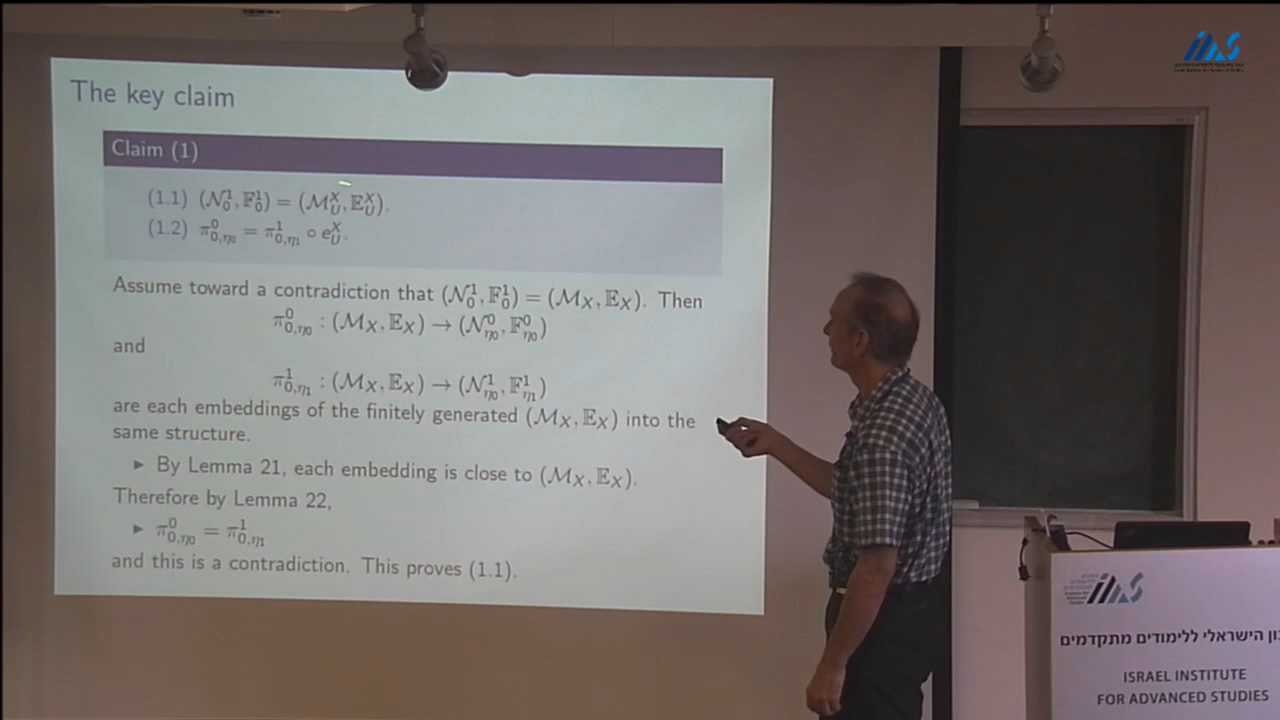 The key claim
Claim (1)
(1.1) (𝒩₀¹, 𝔽₀¹) = (ℳ_U^X, 𝔼_U^X).
(1.2) π⁰_{0,η₀} = π¹_{0,η₁} ∘ e_U^X.
Assume toward a contradiction that (𝒩₀¹, 𝔽₀¹) = (ℳ_X, 𝔼_X). Then
π⁰_{0,η₀} : (ℳ_X, 𝔼_X) → (𝒩⁰_{η₀}, 𝔽⁰_{η₀})
and
π¹_{0,η₁} : (ℳ_X, 𝔼_X) → (𝒩¹_{η₀}, 𝔽¹_{η₁})
are each embeddings of the finitely generated (ℳ_X, 𝔼_X) into the
same structure.
▶ By Lemma 21, each embedding is close to (ℳ_X, 𝔼_X).
Therefore by Lemma 22,
▶ π⁰_{0,η₀} = π¹_{0,η₁}
and this is a contradiction. This proves (1.1).
IIAS
IIAS
כון הישראלי ללימודים מתקדמים
ISRAEL INSTITUTE
FOR ADVANCED STUDIES